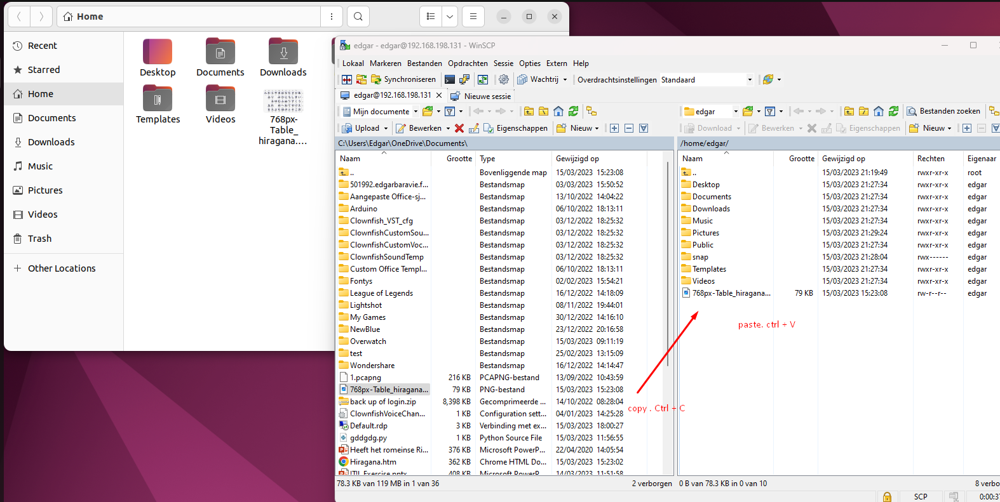 Home
Recent
Starred
Home
Documents
Downloads
Music
Pictures
Videos
Trash
Other Locations
Desktop
Documents
Downloads
Templates
Videos
768px-
Table_
hiragana....
edgar - edgar@192.168.198.131 - WinSCP
Lokaal Markeren Bestanden Opdrachten Sessie Opties Extern Help
Synchroniseren Wachtrij Overdrachtsinstellingen Standaard
edgar@192.168.198.131 Nieuwe sessie
Mijn documente
Upload Bewerken Eigenschappen Nieuw
C:\Users\Edgar\OneDrive\Documents\
Naam Grootte Type Gewijzigd op
.. Bovenliggende map 15/03/2023 15:23:08
501992.edgarbaravie.f... Bestandsmap 03/03/2023 15:50:52
Aangepaste Office-sj... Bestandsmap 13/10/2022 14:04:22
Arduino Bestandsmap 06/10/2022 18:13:11
Clownfish_VST_cfg Bestandsmap 03/12/2022 18:25:32
ClownfishCustomSou... Bestandsmap 03/12/2022 18:25:32
ClownfishCustomVoc... Bestandsmap 03/12/2022 18:25:32
ClownfishSoundTemp Bestandsmap 03/12/2022 18:25:32
Custom Office Templ... Bestandsmap 06/10/2022 18:13:11
Fontys Bestandsmap 02/02/2023 15:54:21
League of Legends Bestandsmap 16/12/2022 14:18:09
Lightshot Bestandsmap 08/11/2022 19:44:01
My Games Bestandsmap 30/12/2022 14:16:10
NewBlue Bestandsmap 23/12/2022 20:16:58
Overwatch Bestandsmap 15/03/2023 09:11:19
test Bestandsmap 25/02/2023 13:15:09
Wondershare Bestandsmap 16/12/2022 14:14:47
1.pcapng 216 KB PCAPNG-bestand 13/09/2022 10:43:59
768px-Table_hiragana... 79 KB PNG-bestand 15/03/2023 15:23:08
back up of login.zip 8,398 KB Gecomprimeerde ... 14/10/2022 08:28:04
ClownfishVoiceChan... 1 KB Configuration sett... 04/01/2023 14:25:28
Default.rdp 3 KB Verbinding met ex... 15/03/2023 18:00:27
gddgdg.py 1 KB Python Source File 15/03/2023 11:56:55
Heeft het romeinse Ri... 376 KB Microsoft PowerP... 22/04/2020 14:05:54
Hiragana.htm 362 KB Chrome HTML Do... 15/03/2023 15:23:02
ITIL Exercise.pptx 408 KB Microsoft PowerP 14/03/2023 11:51:58
78.3 KB van 119 MB in 1 van 36 2 verborgen
edgar Bestanden zoeken
Download Bewerken Eigenschappen Nieuw
/home/edgar/
Naam Grootte Gewijzigd op Rechten Eigenaar
.. 15/03/2023 21:19:49 rwxr-xr-x root
Desktop 15/03/2023 21:27:34 rwxr-xr-x edgar
Documents 15/03/2023 21:27:34 rwxr-xr-x edgar
Downloads 15/03/2023 21:27:34 rwxr-xr-x edgar
Music 15/03/2023 21:27:34 rwxr-xr-x edgar
Pictures 15/03/2023 21:29:24 rwxr-xr-x edgar
Public 15/03/2023 21:27:34 rwxr-xr-x edgar
snap 15/03/2023 21:28:04 rwx------ edgar
Templates 15/03/2023 21:27:34 rwxr-xr-x edgar
Videos 15/03/2023 21:27:34 rwxr-xr-x edgar
768px-Table_hiragana... 79 KB 15/03/2023 15:23:08 rw-r--r-- edgar
paste. ctrl + V
copy . Ctrl + C
0 B van 78.3 KB in 0 van 10 8 verbo
SCP 0:00:3